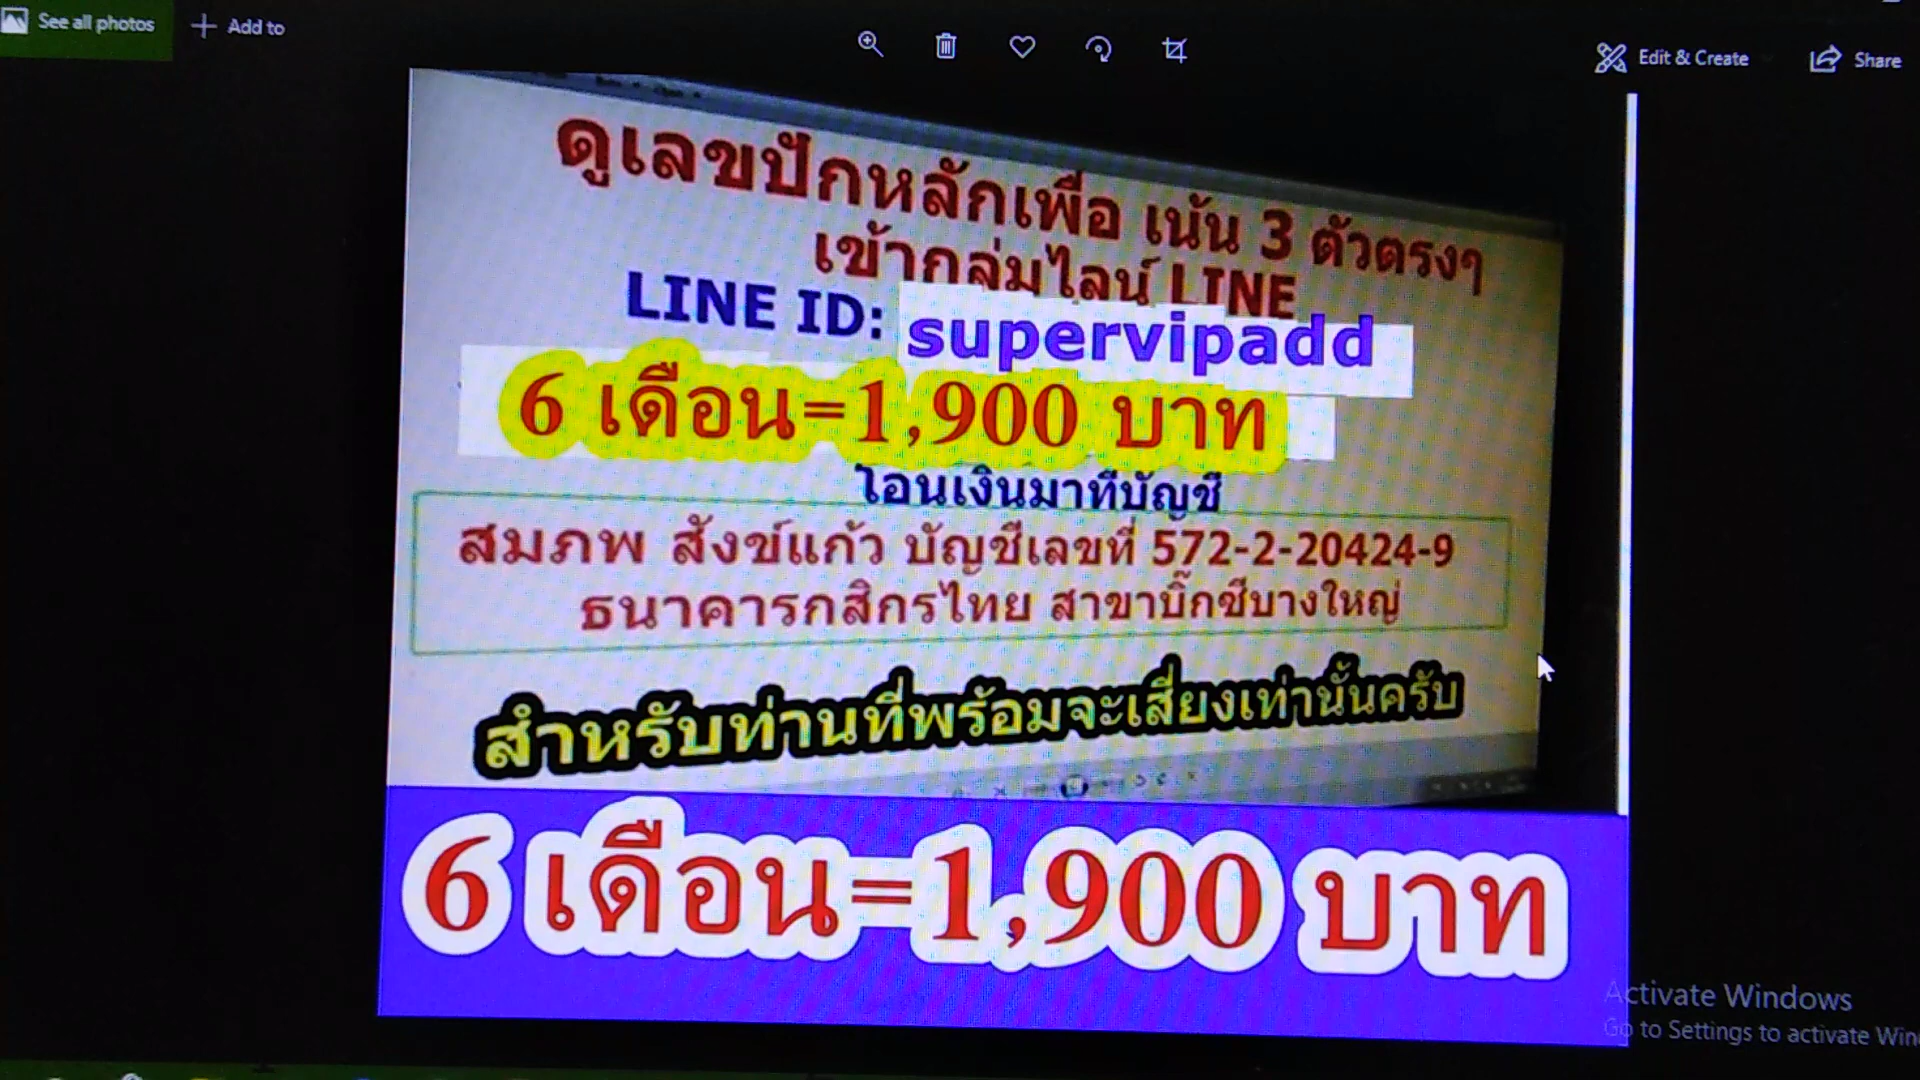 See all photos
Add to
Edit & Create
Share
ดูเลขปักหลักเพื่อ เน้น 3 ตัวตรงๆ
เข้ากลุ่มไลน์ LINE
LINE ID: supervipadd
6 เดือน=1,900 บาท
โอนเงินมาที่บัญชี
สมภพ สังข์แก้ว บัญชีเลขที่ 572-2-20424-9
ธนาคารกสิกรไทย สาขาบิ๊กซีบางใหญ่
สำหรับท่านที่พร้อมจะเสี่ยงเท่านั้นครับ
6 เดือน=1,900 บาท
Activate Windows
Go to Settings to activate Win